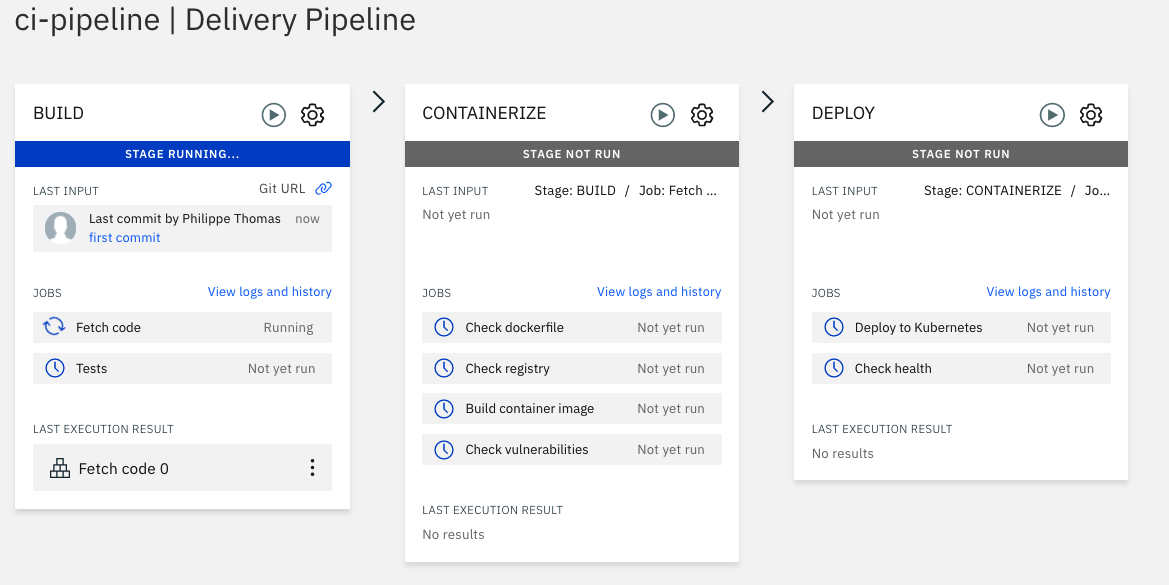 ci-pipeline | Delivery Pipeline
BUILD
STAGE RUNNING...
LAST INPUT
Git URL
Last commit by Philippe Thomas
now
first commit
JOBS
View logs and history
Fetch code
Running
Tests
Not yet run
LAST EXECUTION RESULT
Fetch code 0
CONTAINERIZE
STAGE NOT RUN
LAST INPUT
Stage: BUILD / Job: Fetch ...
Not yet run
JOBS
View logs and history
Check dockerfile
Not yet run
Check registry
Not yet run
Build container image
Not yet run
Check vulnerabilities
Not yet run
LAST EXECUTION RESULT
No results
DEPLOY
STAGE NOT RUN
LAST INPUT
Stage: CONTAINERIZE / Jo...
Not yet run
JOBS
View logs and history
Deploy to Kubernetes
Not yet run
Check health
Not yet run
LAST EXECUTION RESULT
No results